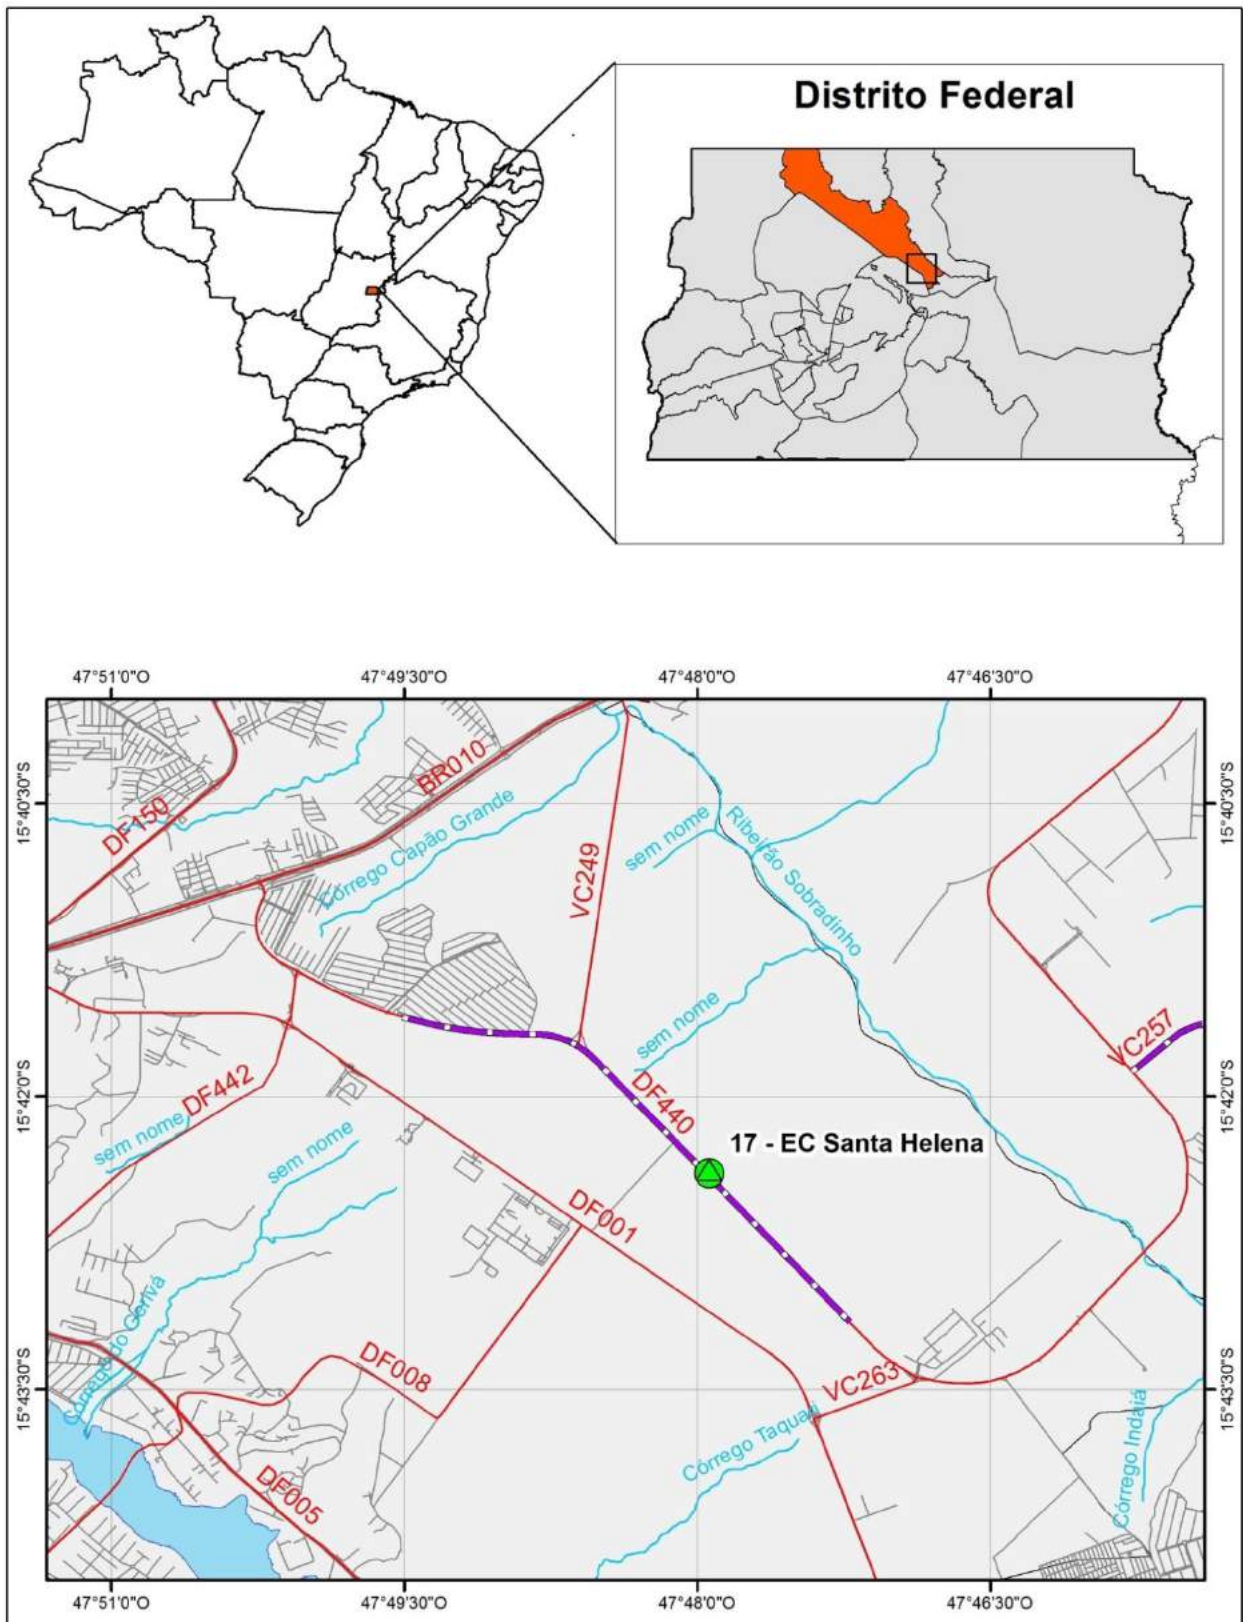 Distrito Federal
47°51'0"O
47°49'30"O
47°48'0"O
47°46'30"O
15°40'30"S
15°40'30"S
BR010
DF150
Córrego Capão Grande
VC249
sem nome
Ribeirão Sobradinho
sem nome
VC257
15°42'0"S
15°42'0"S
DF442
DF440
sem nome
sem nome
17 - EC Santa Helena
DF001
Córrego do Gerivá
DF008
VC263
15°43'30"S
15°43'30"S
Córrego Taquari
Córrego Indaiá
DF005
47°51'0"O
47°49'30"O
47°48'0"O
47°46'30"O